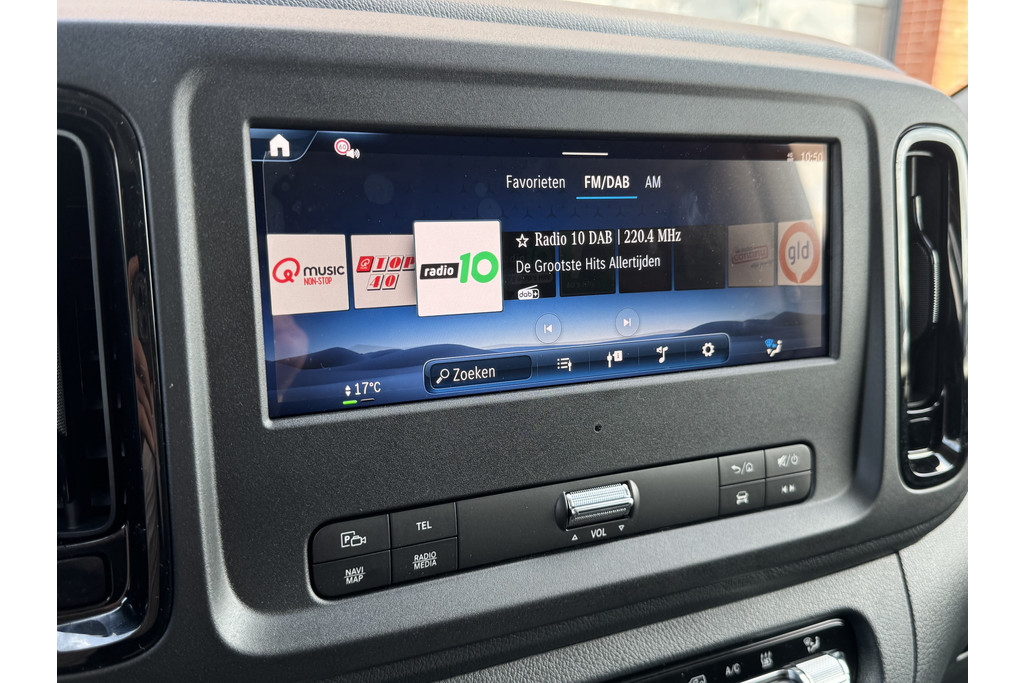 10:50
Favorieten FM/DAB AM
Q MUSIC
NON-STOP
Q TOP
40
radio 10
Radio 10 DAB | 220.4 MHz
De Grootste Hits Allertijden
dab+
gld
Zoeken
17°C
TEL
NAVI
MAP
RADIO
MEDIA
VOL
P
A/C